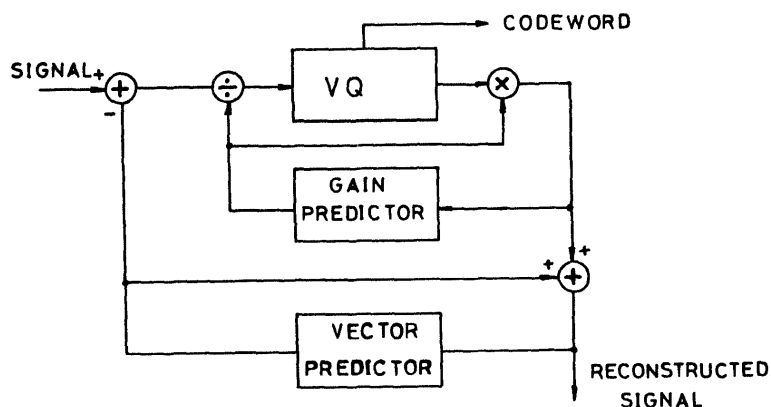 CODEWORD
SIGNAL +
÷
VQ
×
+
-
GAIN
PREDICTOR
+
+
+
VECTOR
PREDICTOR
RECONSTRUCTED
SIGNAL